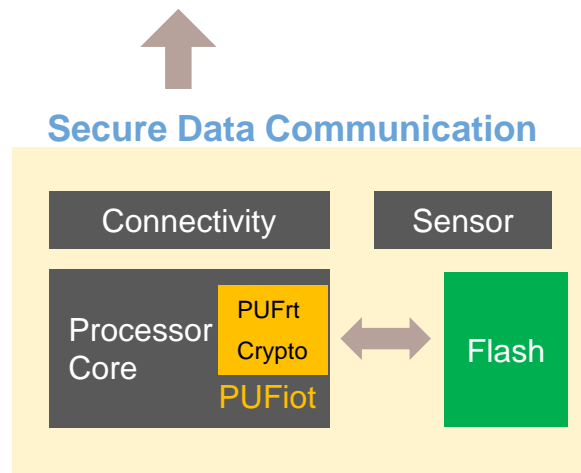 Secure Data Communication
Connectivity
Sensor
Processor
Core
PUFrt
Crypto
PUFiot
Flash